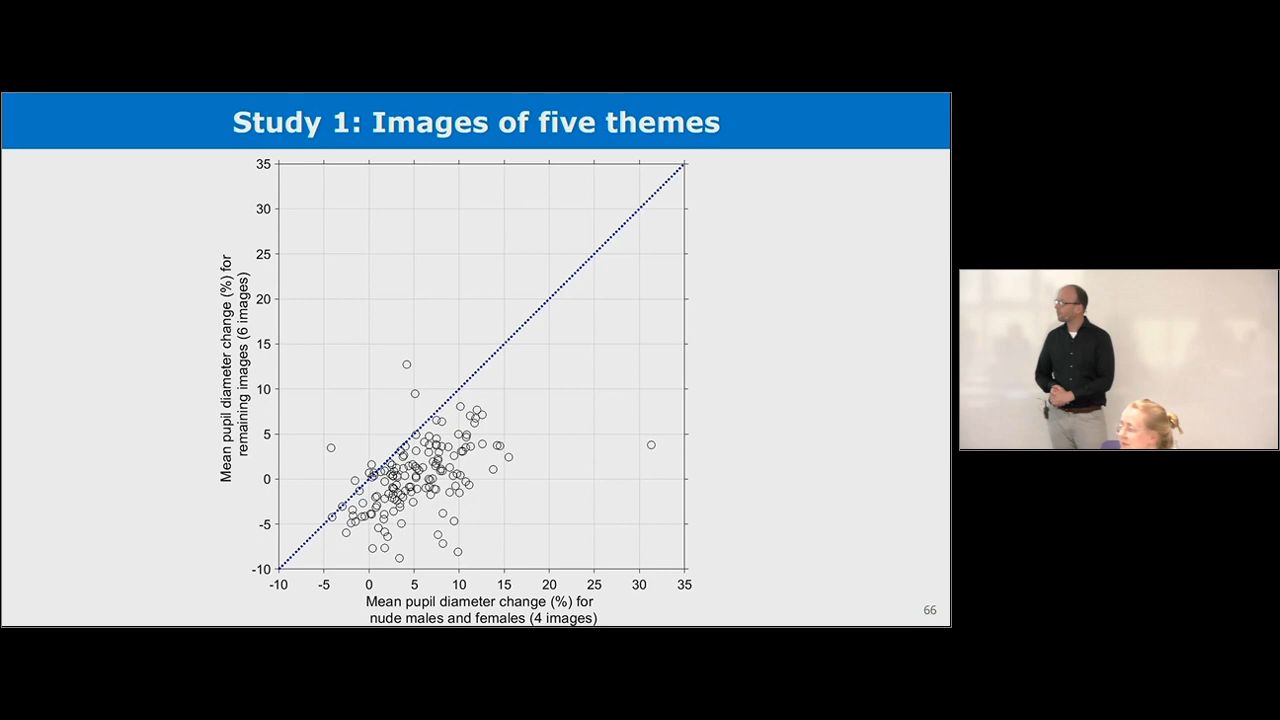 Study 1: Images of five themes
Mean pupil diameter change (%) for
remaining images (6 images)
35
30
25
20
15
10
5
0
-5
-10
-10 -5 0 5 10 15 20 25 30 35
Mean pupil diameter change (%) for
nude males and females (4 images)
66